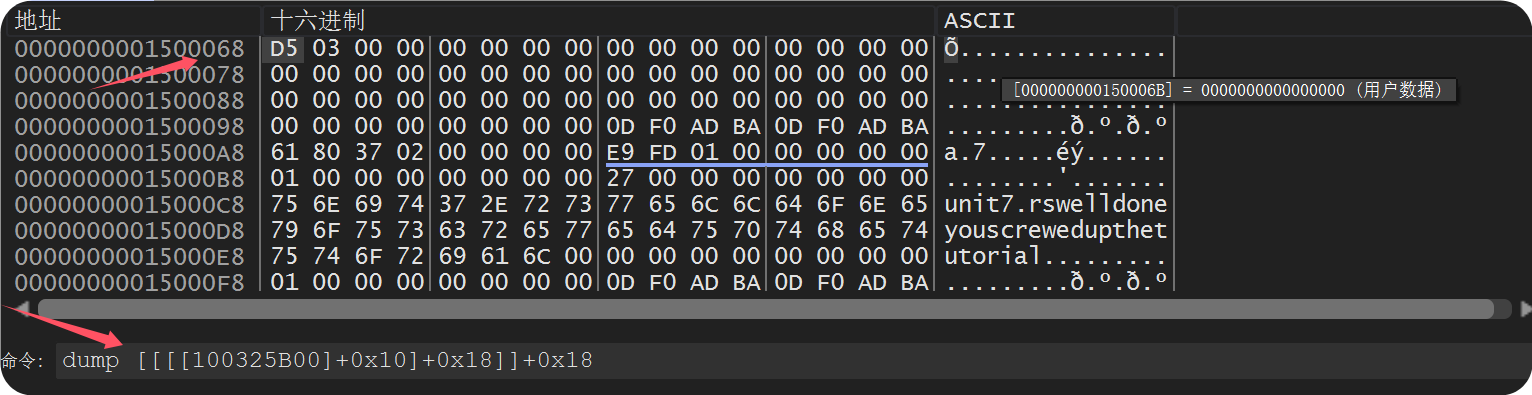 地址 十六进制 ASCII
0000000001500068 D5 03 00 00 00 00 00 00 00 00 00 00 00 00 00 00 õ...............
0000000001500078 00 00 00 00 00 00 00 00 00 00 00 00 00 00 00 00 ....
[000000000150006B] = 0000000000000000 (用户数据)
0000000001500088 00 00 00 00 00 00 00 00 00 00 00 00 00 00 00 00 ................
0000000001500098 00 00 00 00 00 00 00 00 0D F0 AD BA 0D F0 AD BA .........ð.º.ð.º
00000000015000A8 61 80 37 02 00 00 00 00 E9 FD 01 00 00 00 00 00 a.7.....éý......
00000000015000B8 01 00 00 00 00 00 00 00 27 00 00 00 00 00 00 00 ........'.......
00000000015000C8 75 6E 69 74 37 2E 72 73 77 65 6C 6C 64 6F 6E 65 unit7.rswelldone
00000000015000D8 79 6F 75 73 63 72 65 77 65 64 75 70 74 68 65 74 youscrewedupthet
00000000015000E8 75 74 6F 72 69 61 6C 00 00 00 00 00 00 00 00 00 utorial.........
00000000015000F8 01 00 00 00 00 00 00 00 0D F0 AD BA 0D F0 AD BA .........ð.º.ð.º
命令: dump [[[[100325B00]+0x10]+0x18]]+0x18